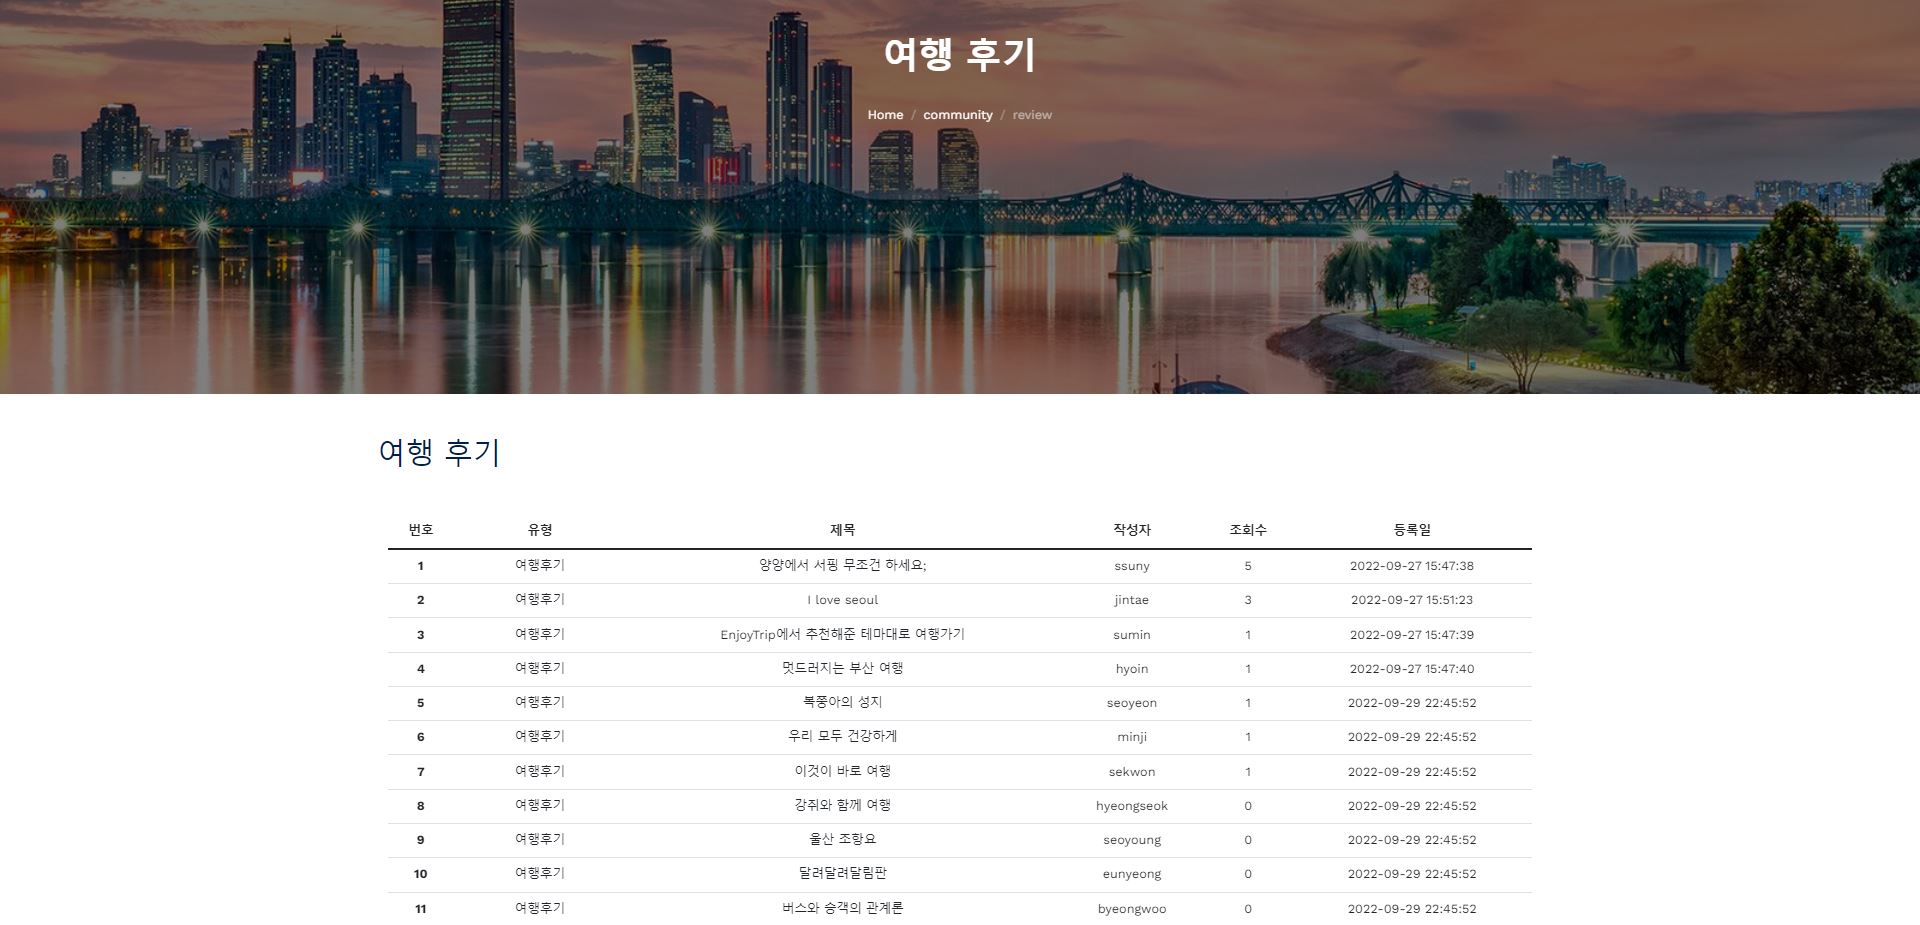 여행 후기
Home / community / review
여행 후기
번호 유형 제목 작성자 조회수 등록일
1 여행후기 양양에서 서핑 무조건 하세요; ssuny 5 2022-09-27 15:47:38
2 여행후기 I love seoul jintae 3 2022-09-27 15:51:23
3 여행후기 EnjoyTrip에서 추천해준 테마대로 여행가기 sumin 1 2022-09-27 15:47:39
4 여행후기 멋드러지는 부산 여행 hyoin 1 2022-09-27 15:47:40
5 여행후기 복쭝아의 성지 seoyeon 1 2022-09-29 22:45:52
6 여행후기 우리 모두 건강하게 minji 1 2022-09-29 22:45:52
7 여행후기 이것이 바로 여행 sekwon 1 2022-09-29 22:45:52
8 여행후기 강쥐와 함께 여행 hyeongseok 0 2022-09-29 22:45:52
9 여행후기 울산 조항요 seoyoung 0 2022-09-29 22:45:52
10 여행후기 달려달려달림판 eunyeong 0 2022-09-29 22:45:52
11 여행후기 버스와 승객의 관계론 byeongwoo 0 2022-09-29 22:45:52